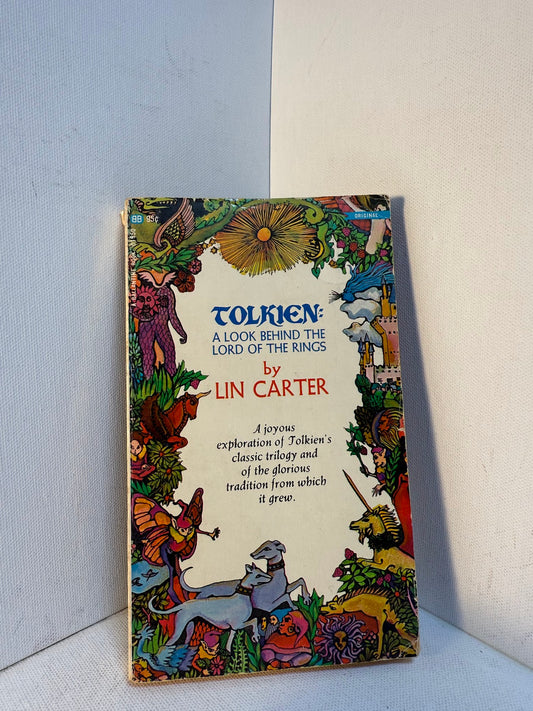 BB 95¢
ORIGINAL
TOLKIEN:
A LOOK BEHIND THE
LORD OF THE RINGS
by
LIN CARTER
A joyous
exploration of Tolkien's
classic trilogy and
of the glorious
tradition from which
it grew.